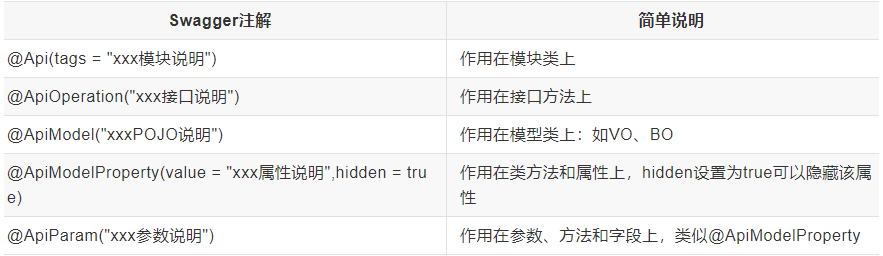 Swagger注解 简单说明
@Api(tags = "xxx模块说明") 作用在模块类上
@ApiOperation("xxx接口说明") 作用在接口方法上
@ApiModel("xxxPOJO说明") 作用在模型类上：如VO、BO
@ApiModelProperty(value = "xxx属性说明",hidden = tru
e)
作用在类方法和属性上，hidden设置为true可以隐藏该属
性
@ApiParam("xxx参数说明") 作用在参数、方法和字段上，类似@ApiModelProperty